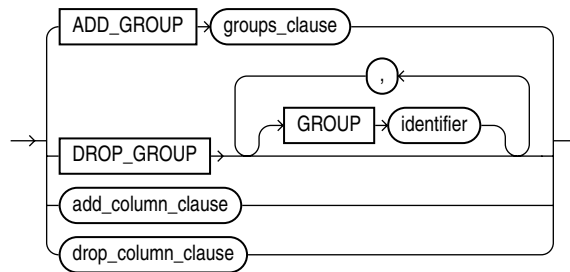 ADD_GROUP groups_clause
,
GROUP identifier
DROP_GROUP
add_column_clause
drop_column_clause